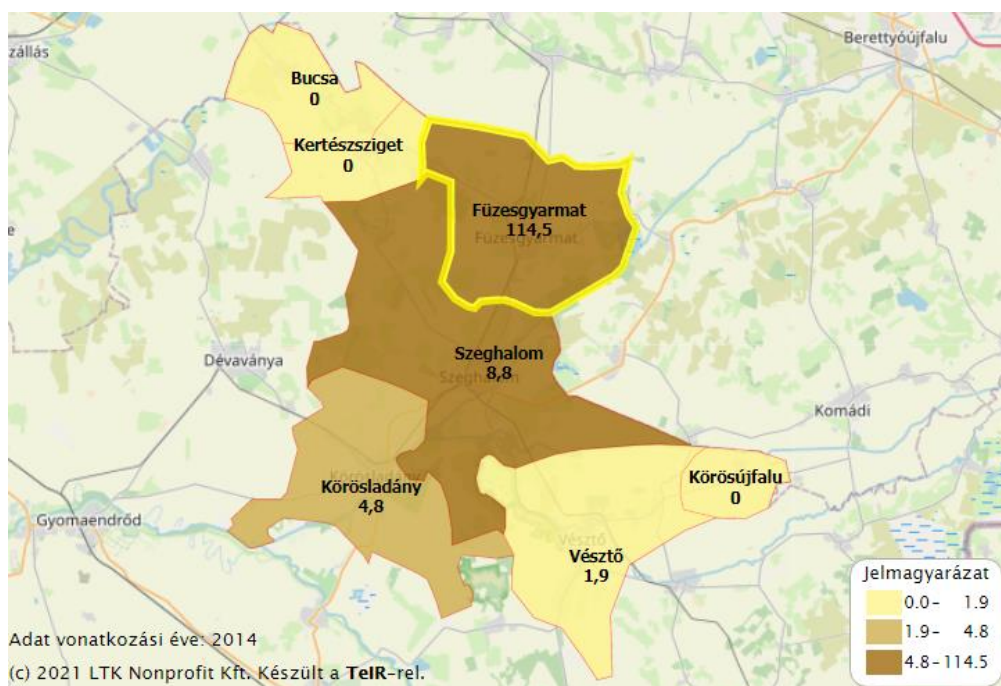 zállás
Berettyóújfalu
Bucsa
0
Kertészsziget
0
Füzesgyarmat
114,5
Füzesgyarmat
e
Szeghalom
8,8
Szeghalom
Dévaványa
Komádi
Körösladány
Körösladány
4,8
Körösújfalu
0
Gyomaendrőd
Vésztő
Vésztő
1,9
Jelmagyarázat
0.0 - 1.9
1.9 - 4.8
4.8 - 114.5
Adat vonatkozási éve: 2014
(c) 2021 LTK Nonprofit Kft. Készült a TeIR-rel.